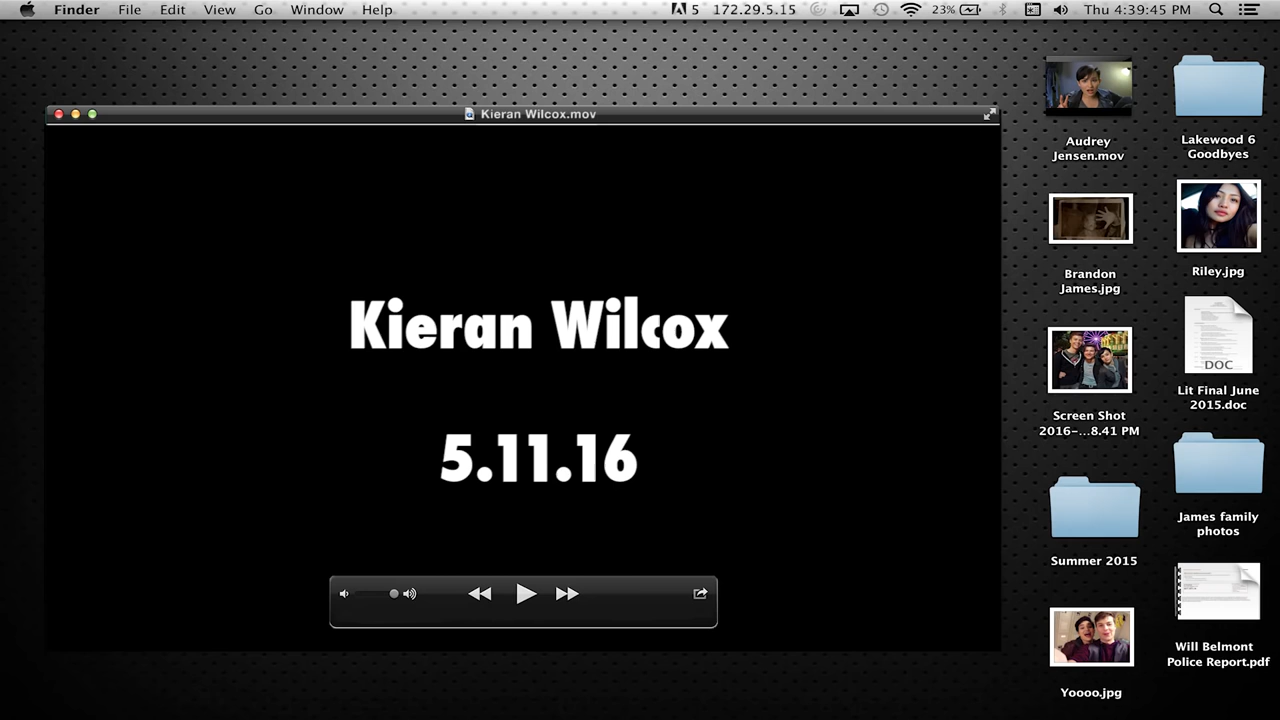 Finder File Edit View Go Window Help
5 172.29.5.15 23% Thu 4:39:45 PM
Kieran Wilcox.mov
Kieran Wilcox
5.11.16
Audrey
Jensen.mov
Lakewood 6
Goodbyes
Brandon
James.jpg
Riley.jpg
Screen Shot
2016-...8.41 PM
DOC
Lit Final June
2015.doc
Summer 2015
James family
photos
Yoooo.jpg
Will Belmont
Police Report.pdf